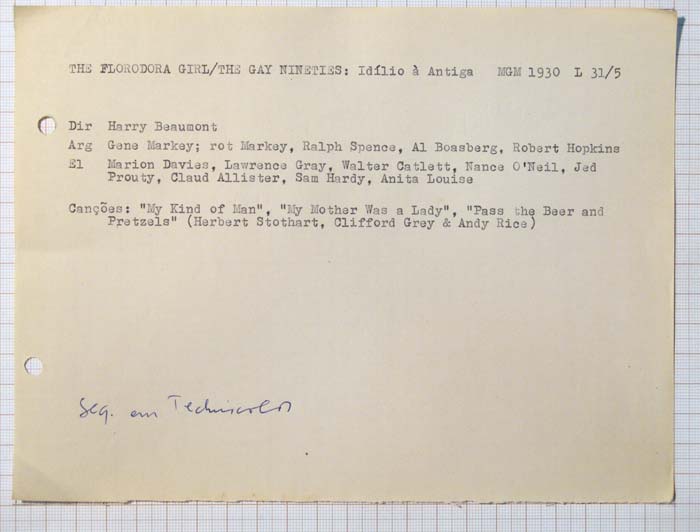 THE FLORODORA GIRL/THE GAY NINETIES: Idílio à Antiga MGM 1930 L 31/5
Dir Harry Beaumont
Arg Gene Markey; rot Markey, Ralph Spence, Al Boasberg, Robert Hopkins
El Marion Davies, Lawrence Gray, Walter Catlett, Nance O'Neil, Jed
Prouty, Claud Allister, Sam Hardy, Anita Louise
Canções: "My Kind of Man", "My Mother Was a Lady", "Pass the Beer and
Pretzels" (Herbert Stothart, Clifford Grey & Andy Rice)
Seq. em Technicolor